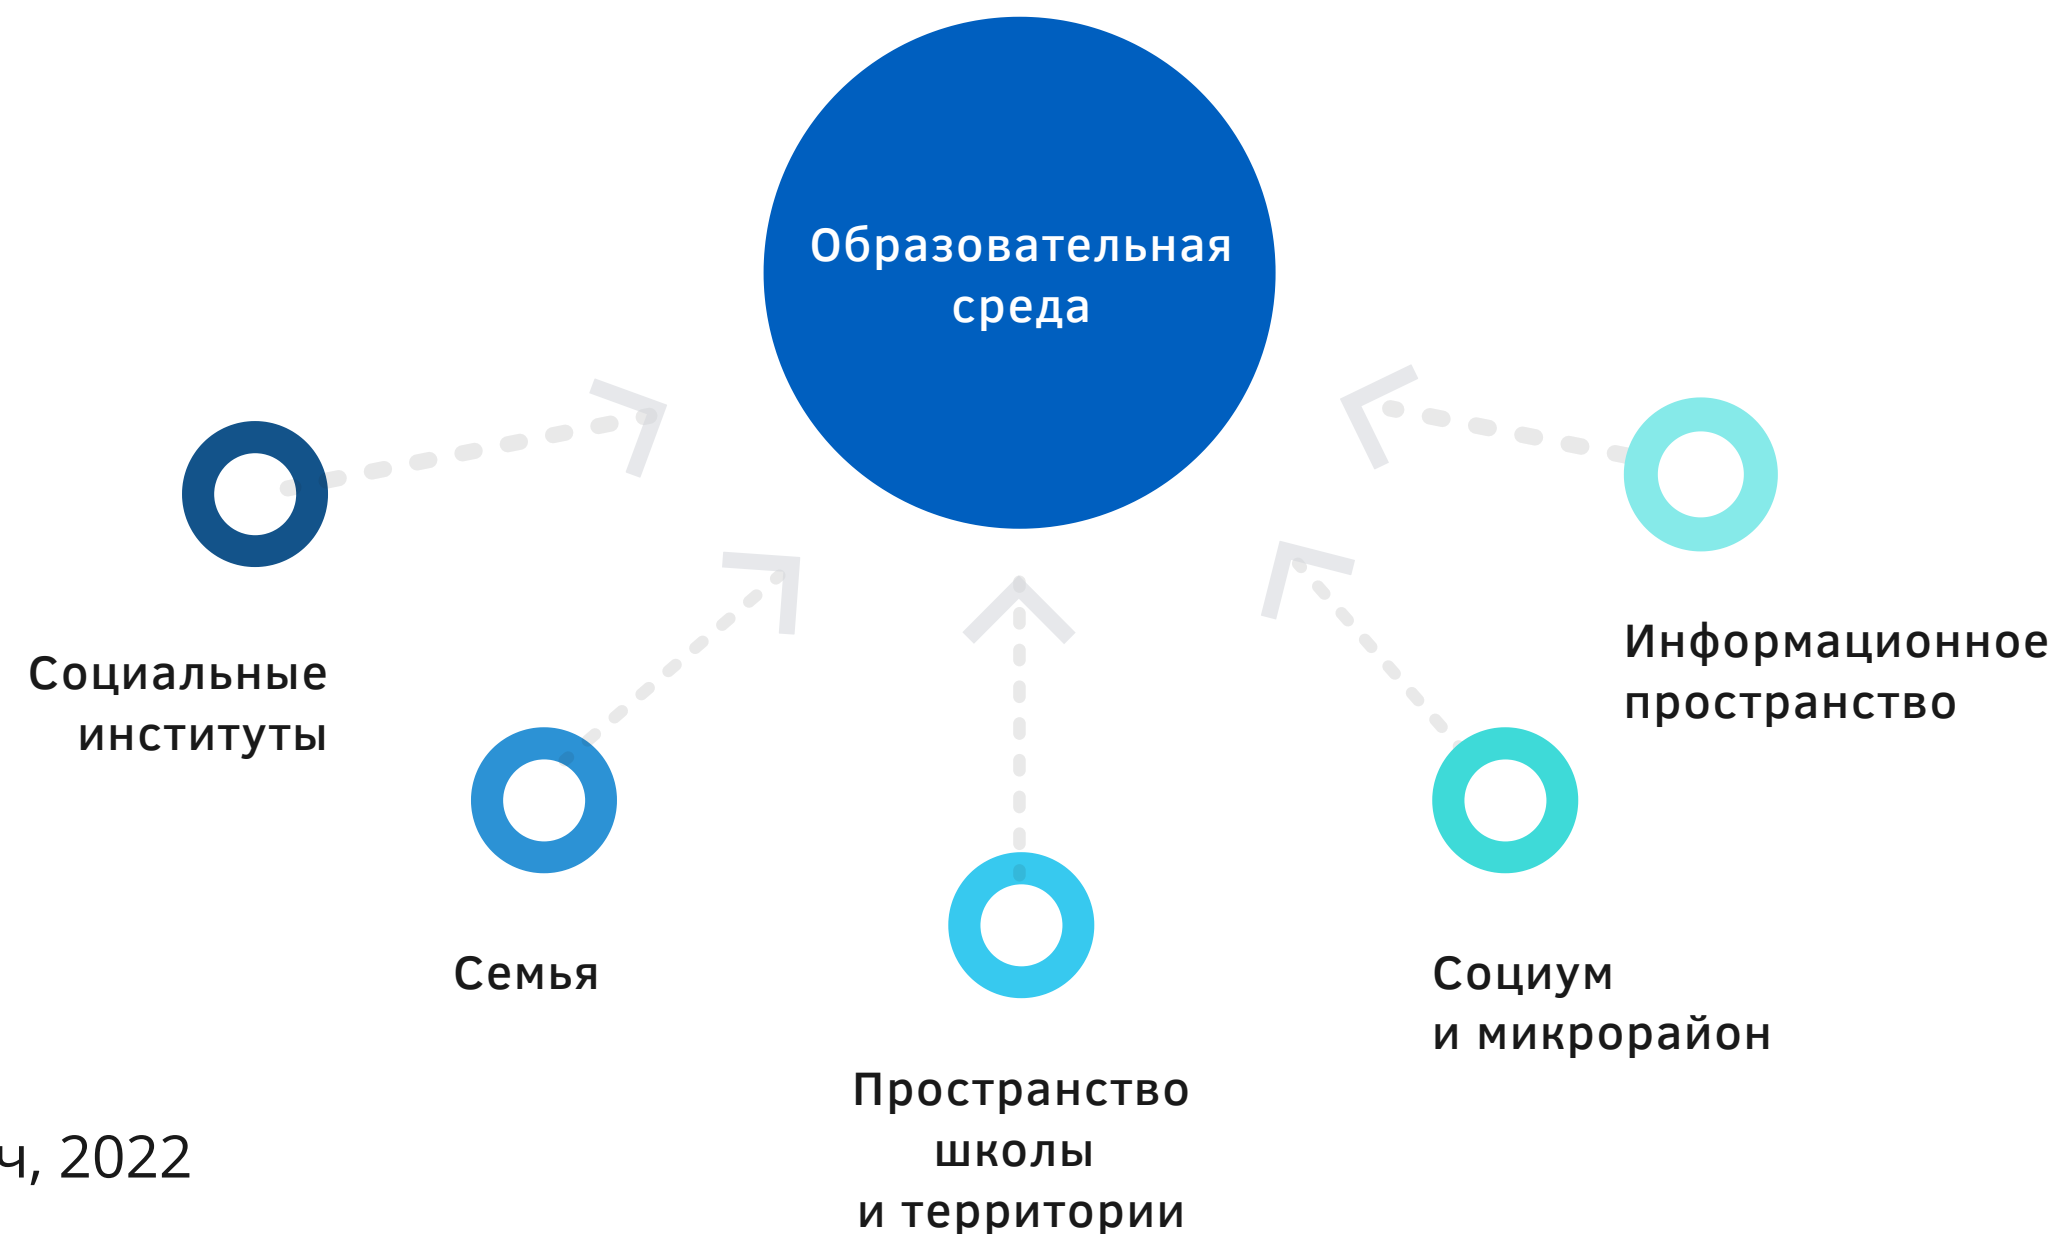 Образовательная
среда
Социальные
институты
Семья
Пространство
школы
и территории
Социум
и микрорайон
Информационное
пространство
ч, 2022